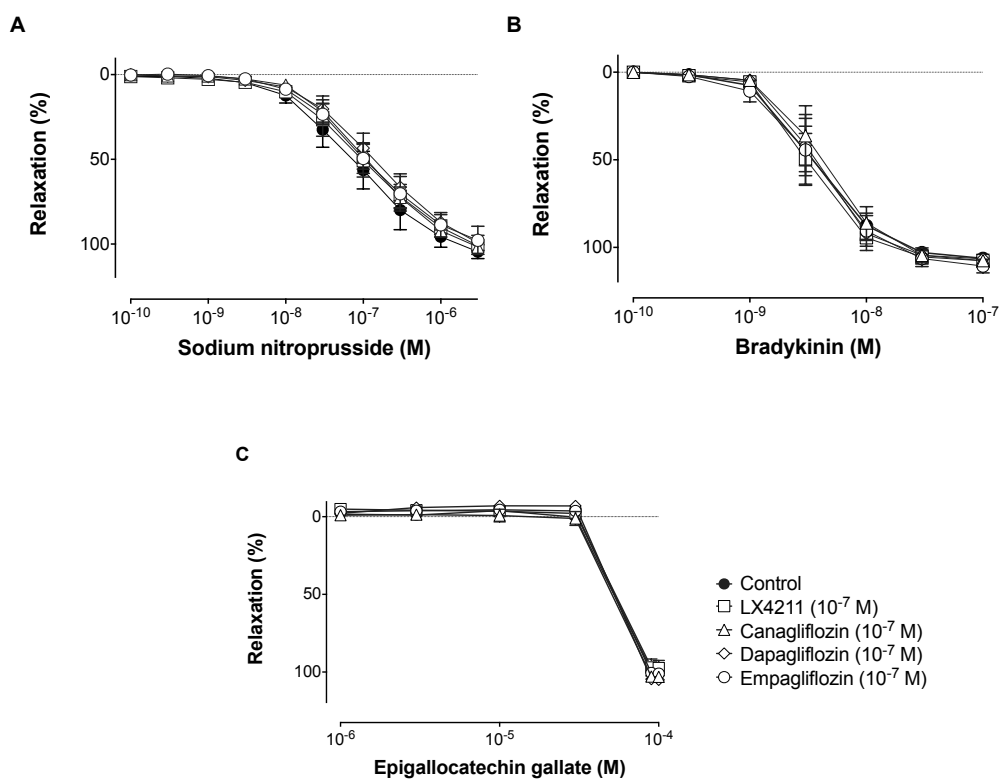 A
B
0
50
100
Relaxation (%)
10⁻¹⁰ 10⁻⁹ 10⁻⁸ 10⁻⁷ 10⁻⁶
Sodium nitroprusside (M)
0
50
100
Relaxation (%)
10⁻¹⁰ 10⁻⁹ 10⁻⁸ 10⁻⁷
Bradykinin (M)
C
0
50
100
Relaxation (%)
10⁻⁶ 10⁻⁵ 10⁻⁴
Epigallocatechin gallate (M)
Control
LX4211 (10⁻⁷ M)
Canagliflozin (10⁻⁷ M)
Dapagliflozin (10⁻⁷ M)
Empagliflozin (10⁻⁷ M)